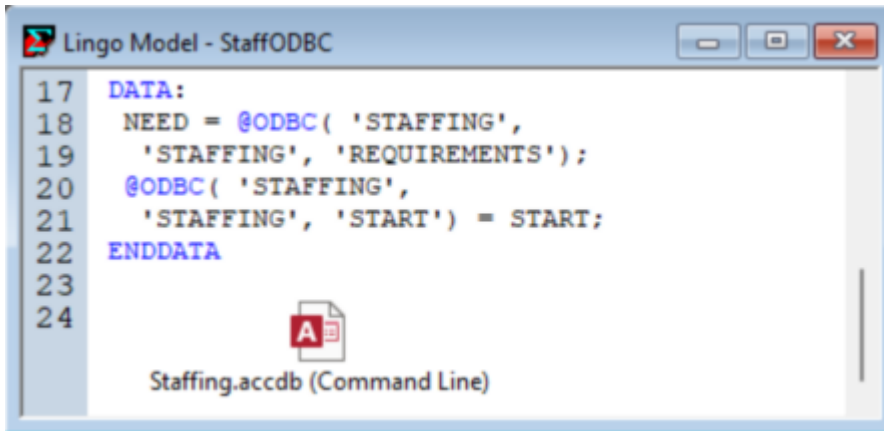 Lingo Model - StaffODBC
17 DATA:
18 NEED = @ODBC( 'STAFFING',
19 'STAFFING', 'REQUIREMENTS');
20 @ODBC( 'STAFFING',
21 'STAFFING', 'START') = START;
22 ENDDATA
23
24
A
Staffing.accdb (Command Line)